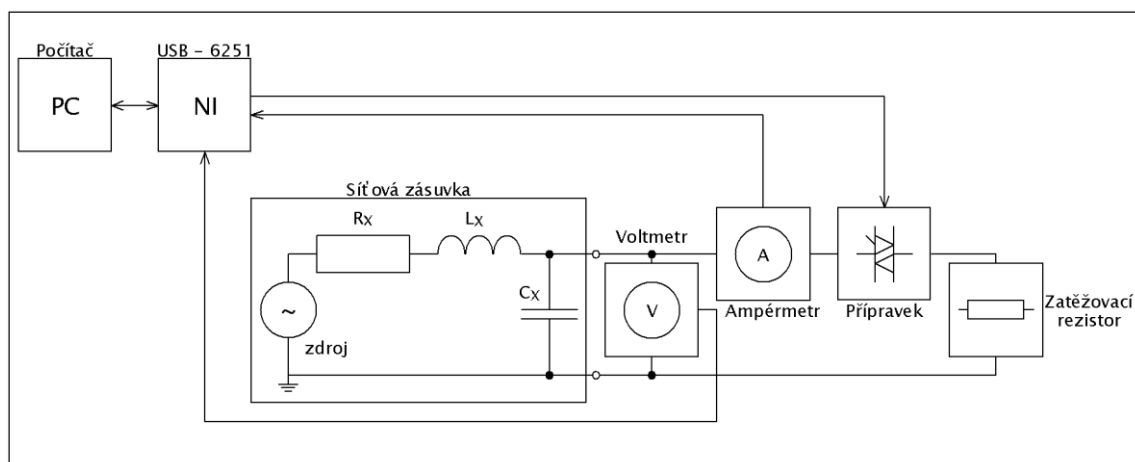 Počítač
USB - 6251
PC
NI
Síťová zásuvka
RX
LX
Voltmetr
A
CX
V
~
Ampérmetr
Přípravek
Zatěžovací
rezistor
zdroj